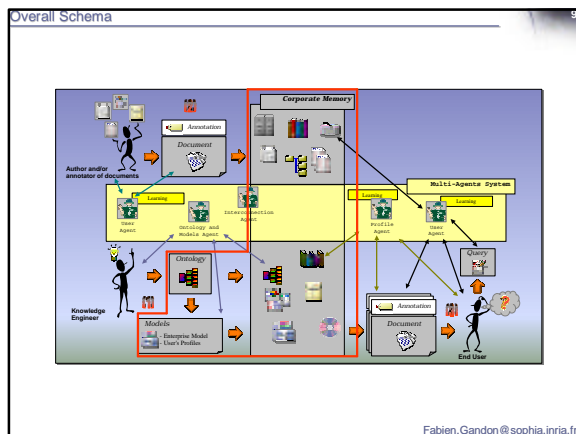 Overall Schema
9
Corporate Memory
Annotation
Document
Author and/or
annotator of documents
Multi-Agents System
Learning
Learning
Learning
User
Agent
Ontology and
Models Agent
Interconnection
Agent
Profile
Agent
User
Agent
Ontology
Query
Knowledge
Engineer
Models
- Enterprise Model
- User's Profiles
Annotation
Document
?
End User
Fabien.Gandon@sophia.inria.fr